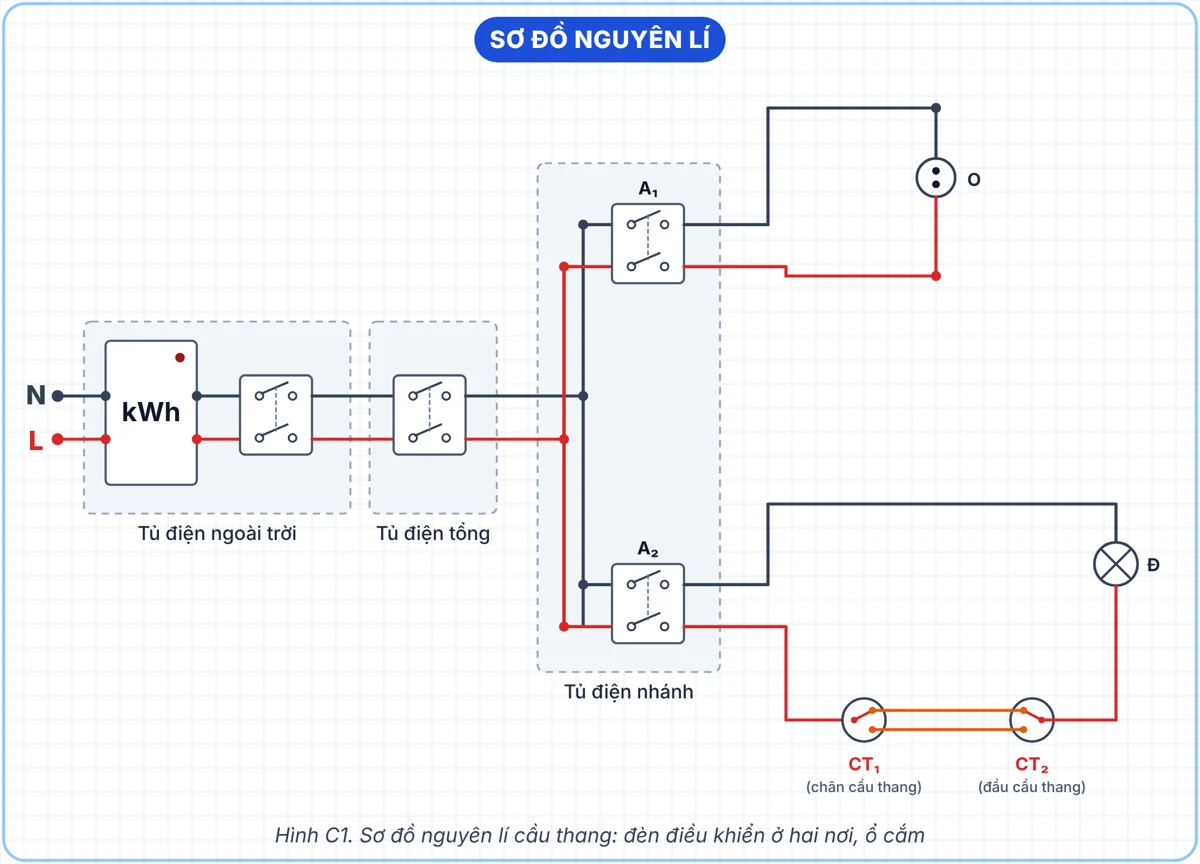 SƠ ĐỒ NGUYÊN LÍ
A₁
O
N
kWh
L
Tủ điện ngoài trời
Tủ điện tổng
A₂
Đ
Tủ điện nhánh
CT₁
CT₂
(chân cầu thang)
(đầu cầu thang)
Hình C1. Sơ đồ nguyên lí cầu thang: đèn điều khiển ở hai nơi, ổ cắm